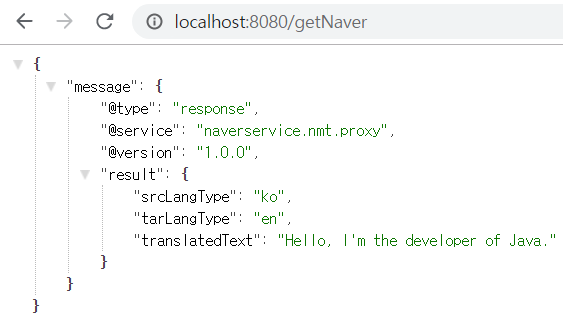 localhost:8080/getNaver
{
"message": {
"@type": "response",
"@service": "naverservice.nmt.proxy",
"@version": "1.0.0",
"result": {
"srcLangType": "ko",
"tarLangType": "en",
"translatedText": "Hello, I'm the developer of Java."
}
}
}